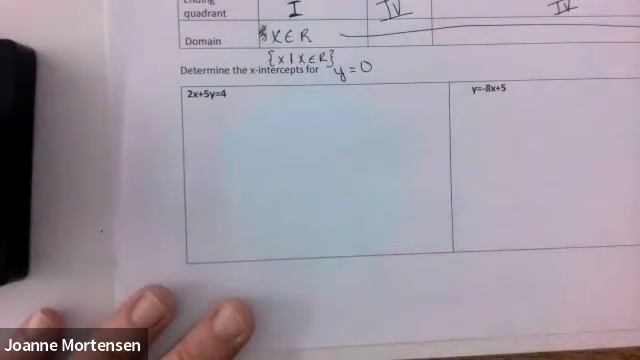 Ending
quadrant I IV IV
Domain X ∈ R
{X | X ∈ R}
Determine the x-intercepts for y = 0
2x+5y=4 y=-8x+5
Joanne Mortensen